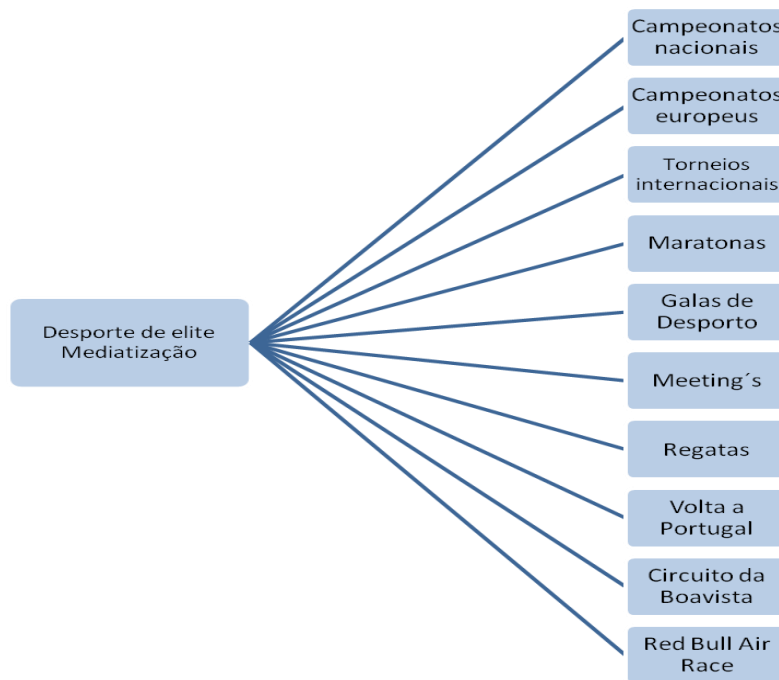 Campeonatos
nacionais
Campeonatos
europeus
Torneios
internacionais
Maratonas
Desporte de elite
Mediatização
Galas de
Desporto
Meeting´s
Regatas
Volta a
Portugal
Circuito da
Boavista
Red Bull Air
Race